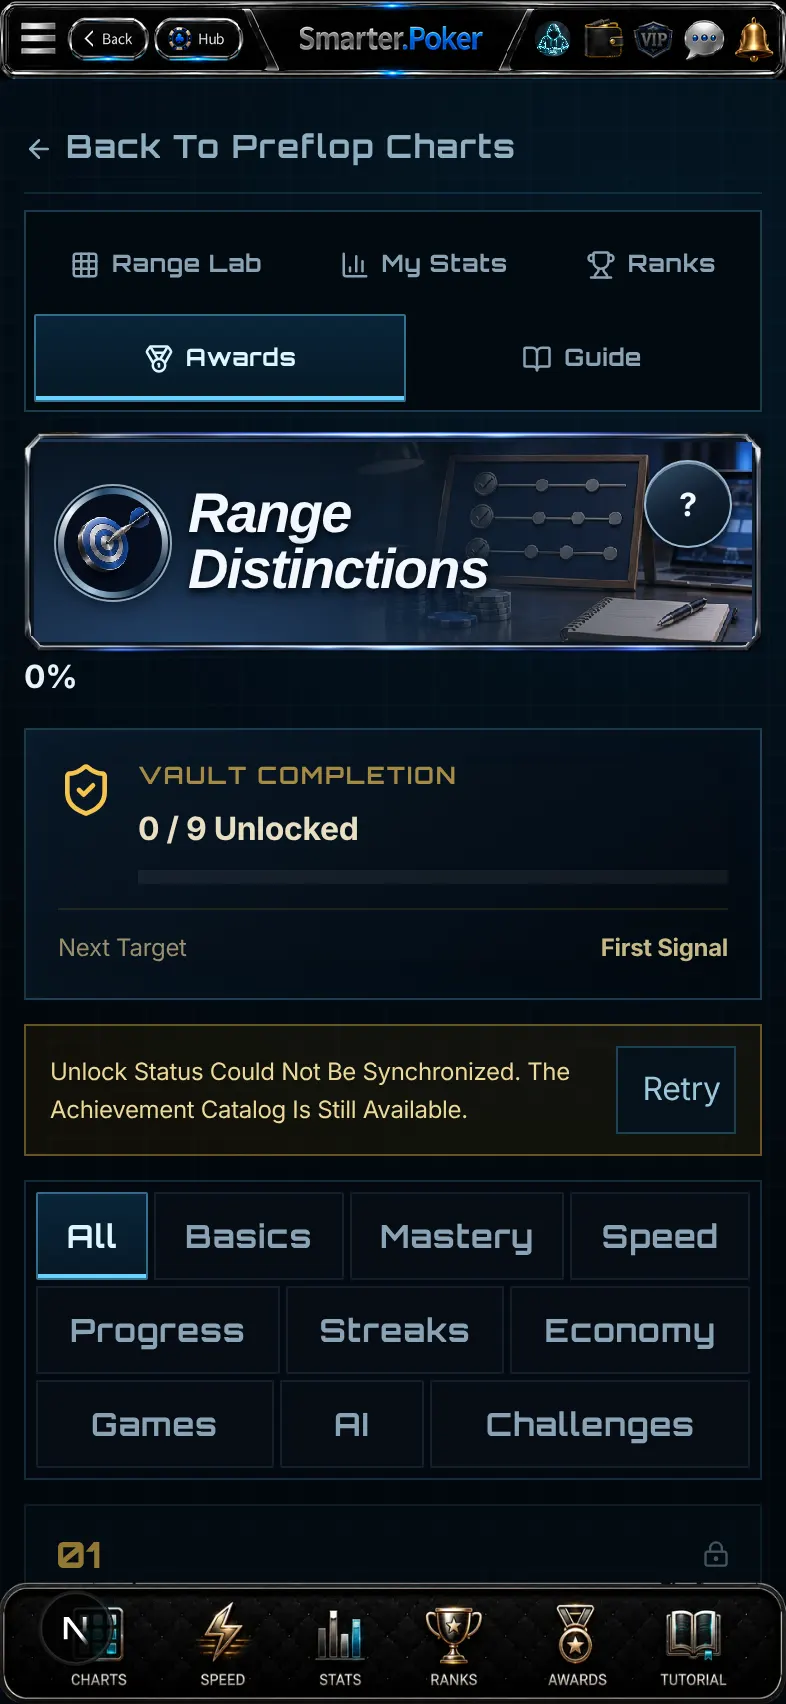 Back
Hub
Smarter.Poker
VIP
← Back To Preflop Charts
Range Lab
My Stats
Ranks
Awards
Guide
Range
Distinctions
?
0%
VAULT COMPLETION
0 / 9 Unlocked
Next Target
First Signal
Unlock Status Could Not Be Synchronized. The
Achievement Catalog Is Still Available.
Retry
All
Basics
Mastery
Speed
Progress
Streaks
Economy
Games
AI
Challenges
01
N
CHARTS
SPEED
STATS
RANKS
AWARDS
TUTORIAL